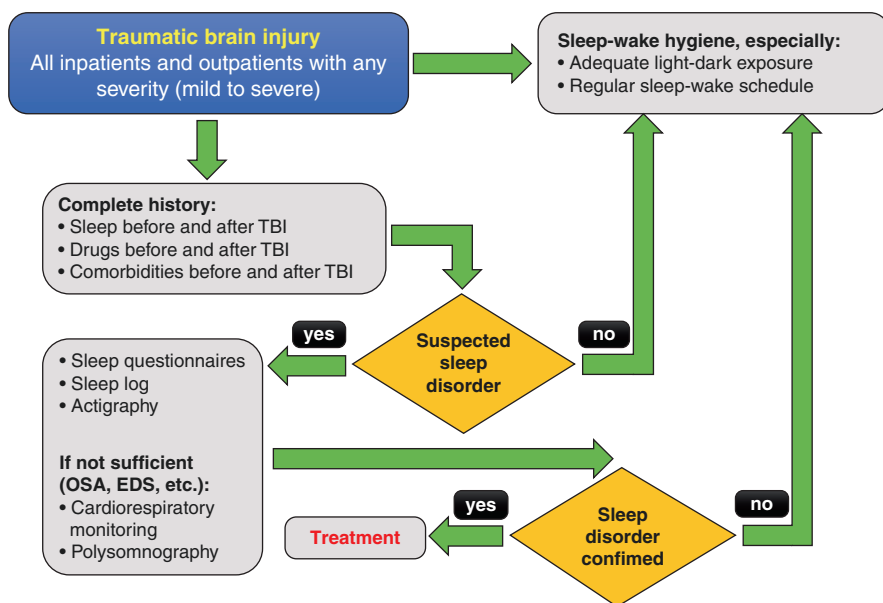 Traumatic brain injury
All inpatients and outpatients with any
severity (mild to severe)
Sleep-wake hygiene, especially:
• Adequate light-dark exposure
• Regular sleep-wake schedule
Complete history:
• Sleep before and after TBI
• Drugs before and after TBI
• Comorbidities before and after TBI
Suspected
sleep
disorder
yes
no
• Sleep questionnaires
• Sleep log
• Actigraphy
If not sufficient
(OSA, EDS, etc.):
• Cardiorespiratory
monitoring
• Polysomnography
Sleep
disorder
confimed
yes
no
Treatment